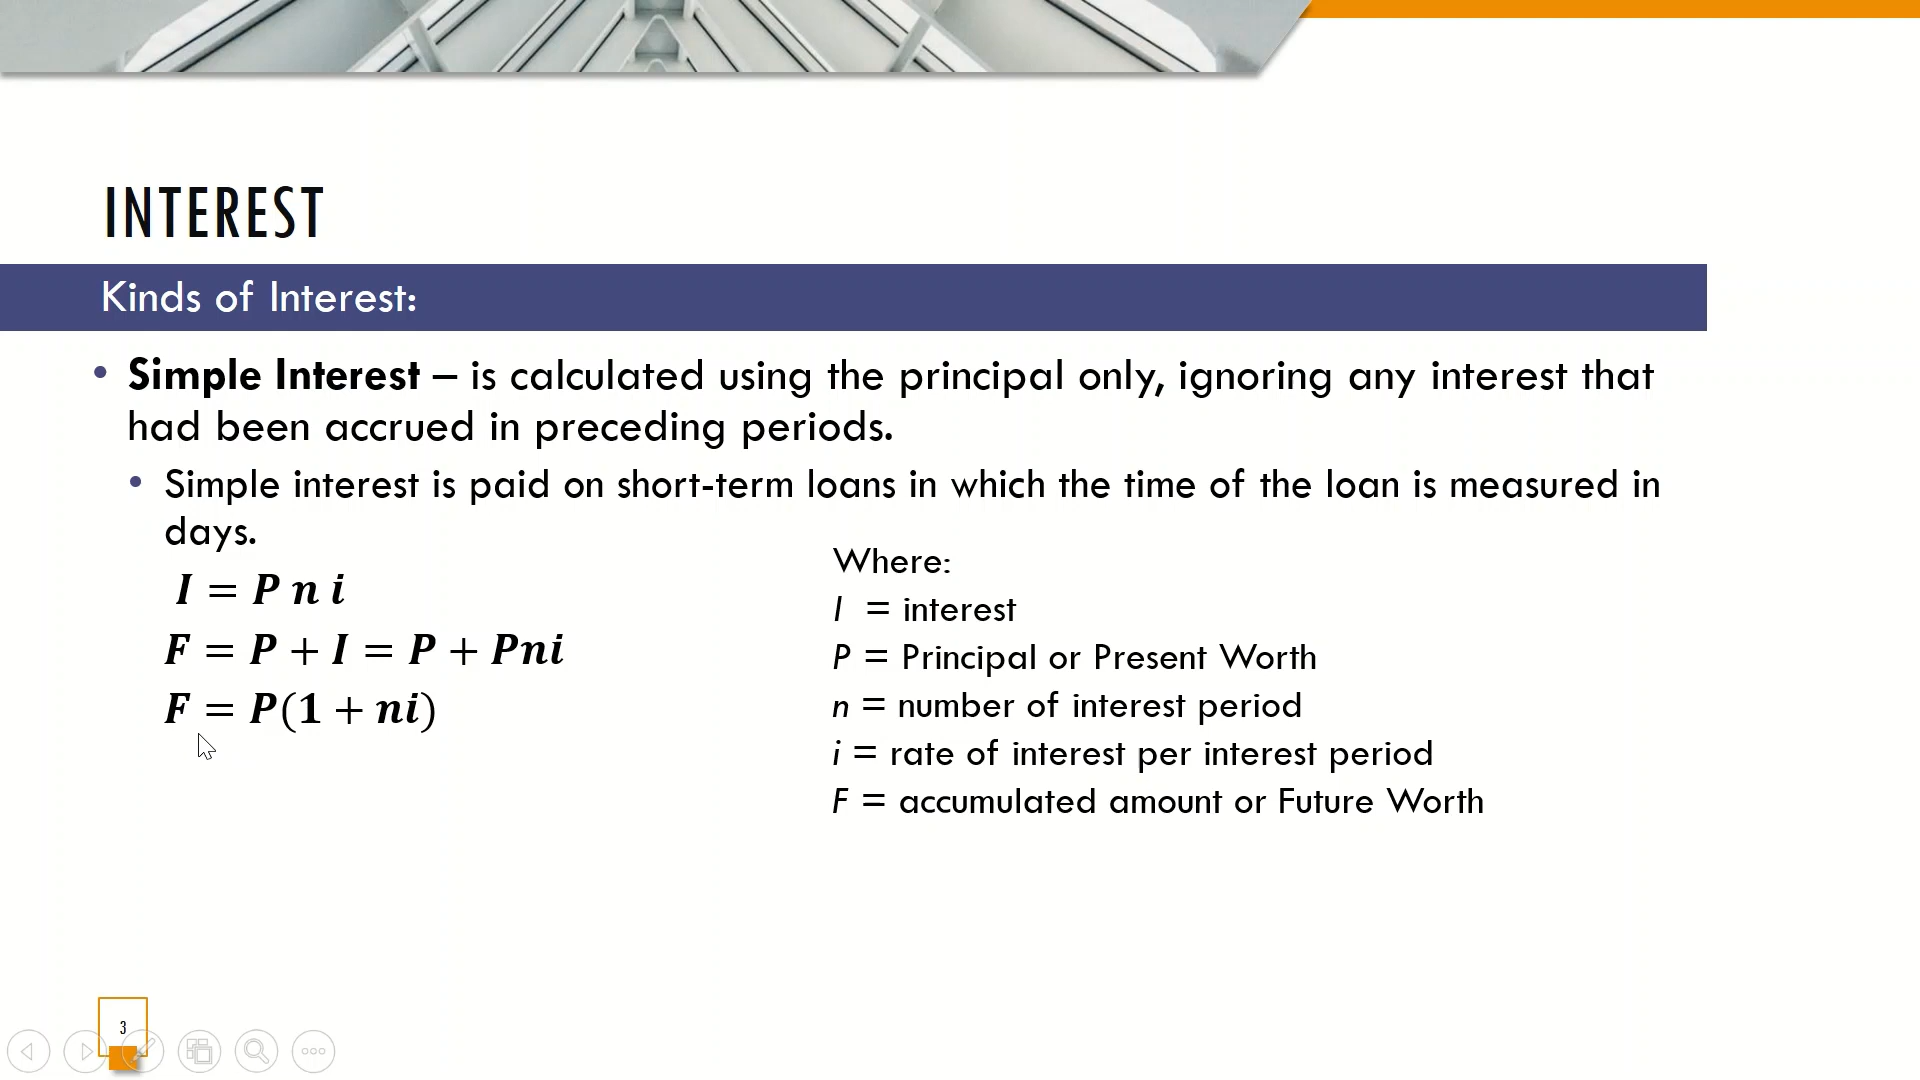 INTEREST
Kinds of Interest:
• Simple Interest – is calculated using the principal only, ignoring any interest that
had been accrued in preceding periods.
• Simple interest is paid on short-term loans in which the time of the loan is measured in
days.
I = P n i
F = P + I = P + Pni
F = P(1 + ni)
Where:
I = interest
P = Principal or Present Worth
n = number of interest period
i = rate of interest per interest period
F = accumulated amount or Future Worth
3